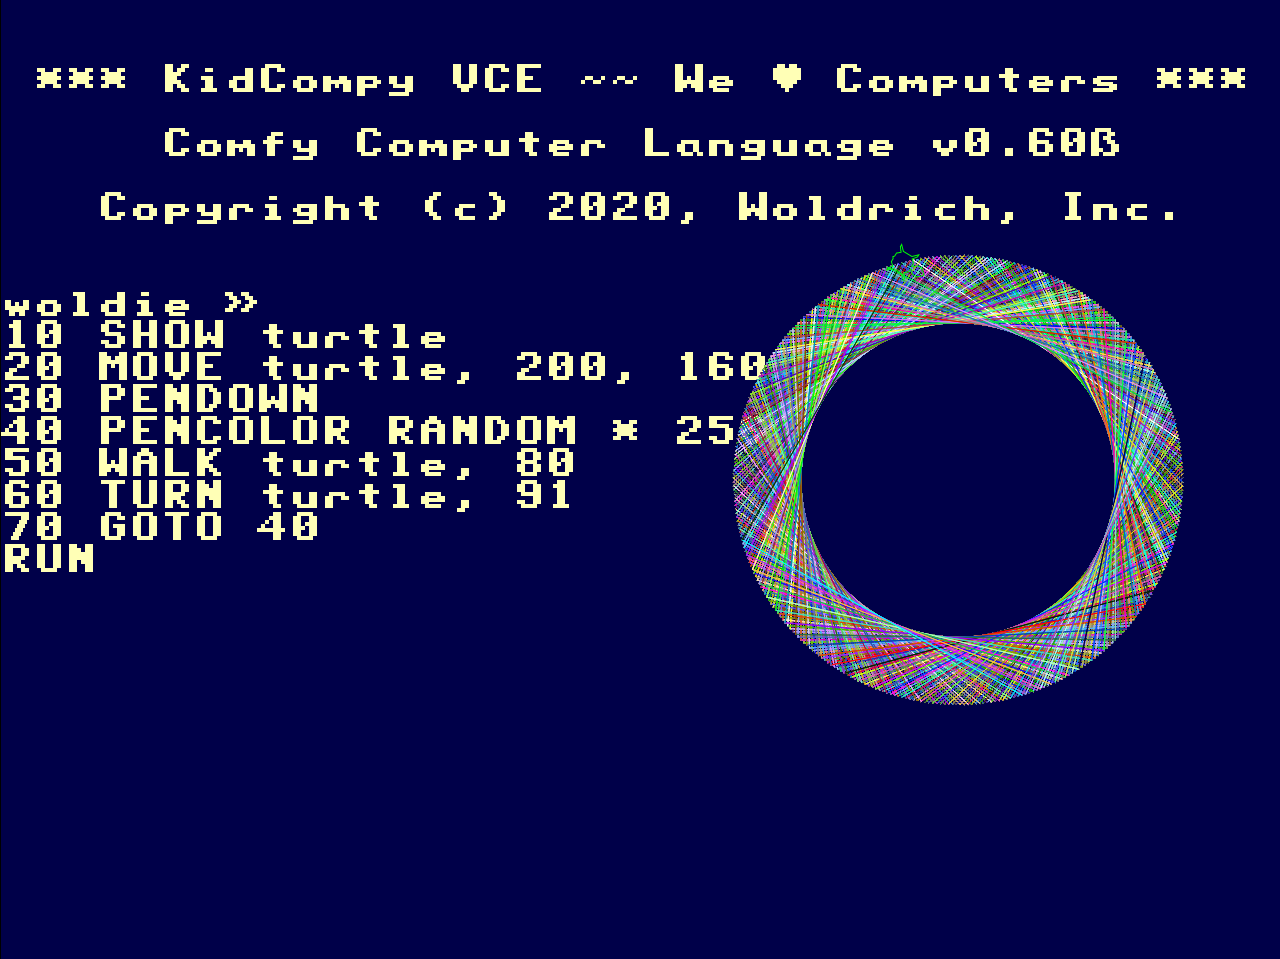 *** KidCompy VCE ~~ We ♥ Computers ***
Comfy Computer Language v0.60ß
Copyright (c) 2020, Woldrich, Inc.
woldie »
10 SHOW turtle
20 MOVE turtle, 200, 160
30 PENDOWN
40 PENCOLOR RANDOM * 25
50 WALK turtle, 80
60 TURN turtle, 91
70 GOTO 40
RUN